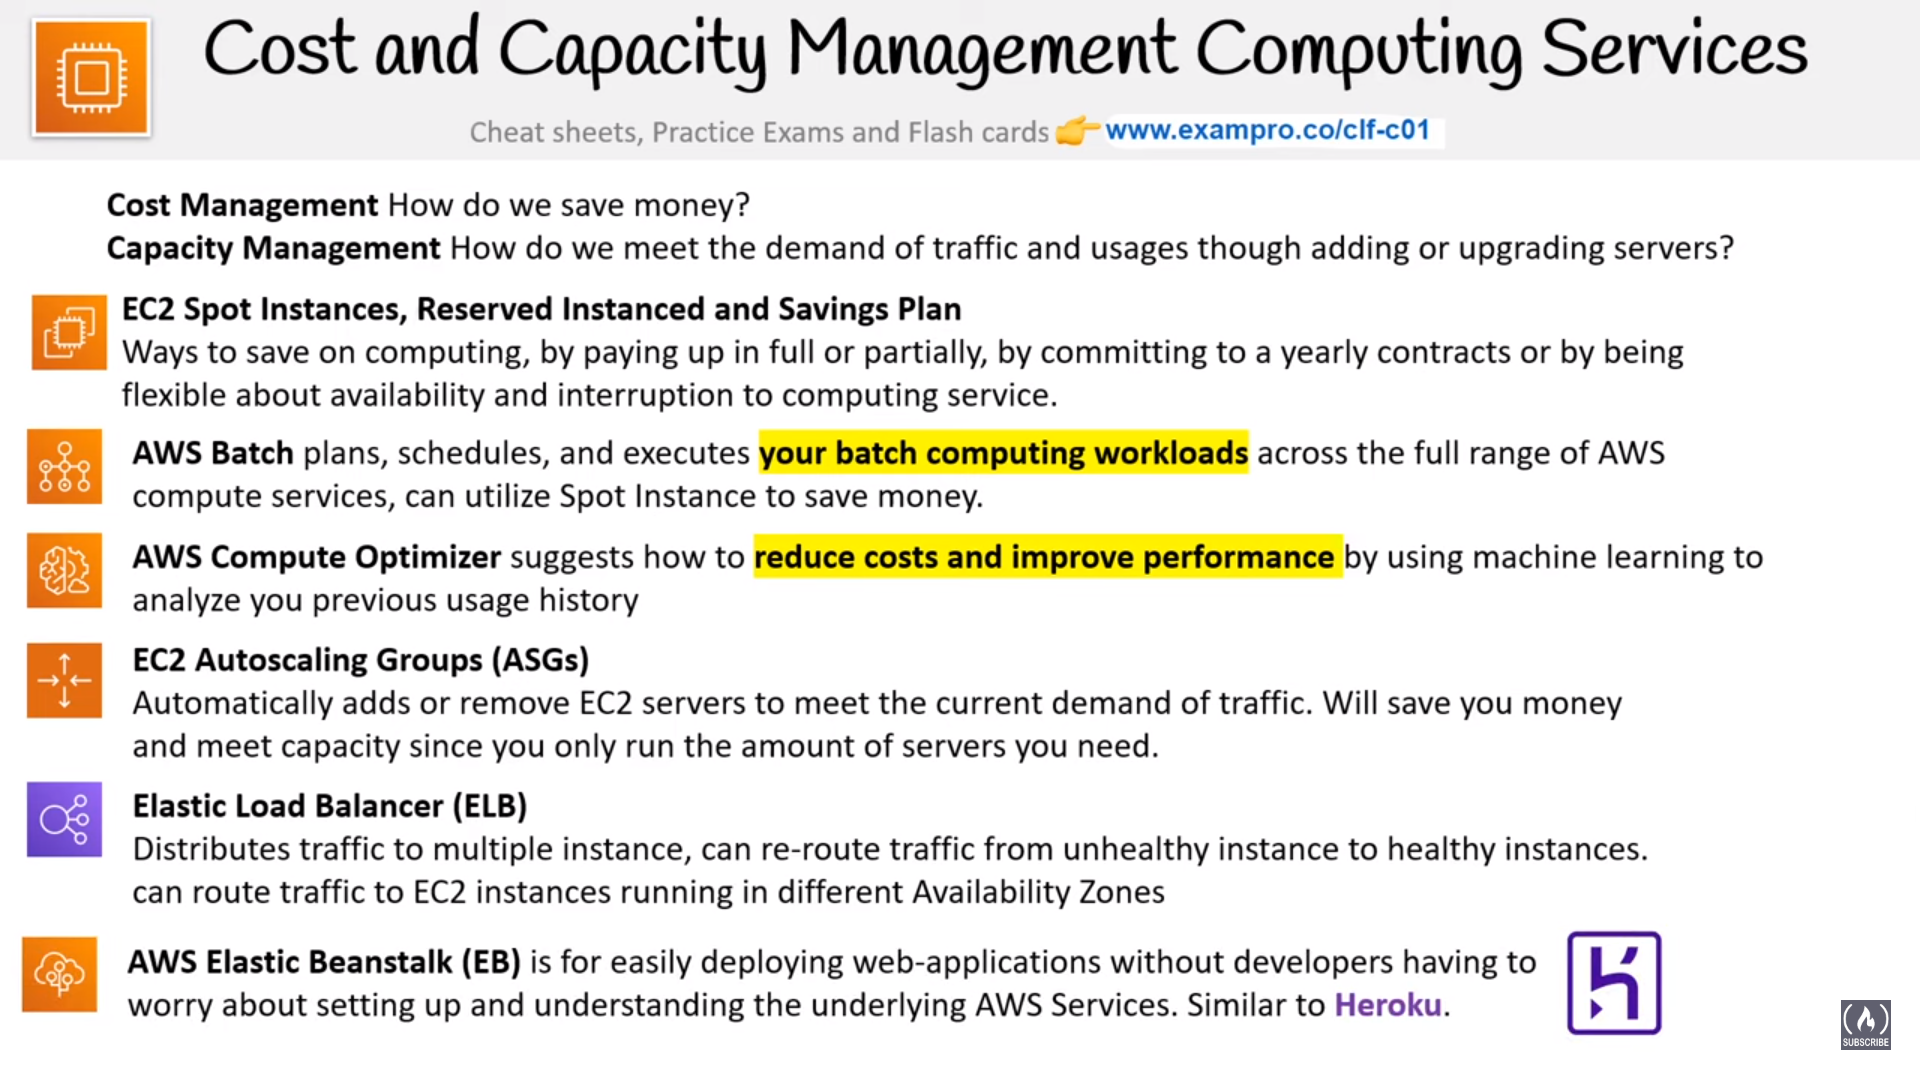 Cost and Capacity Management Computing Services
Cheat sheets, Practice Exams and Flash cards 👉 www.exampro.co/clf-c01
Cost Management How do we save money?
Capacity Management How do we meet the demand of traffic and usages though adding or upgrading servers?
EC2 Spot Instances, Reserved Instanced and Savings Plan
Ways to save on computing, by paying up in full or partially, by committing to a yearly contracts or by being
flexible about availability and interruption to computing service.
AWS Batch plans, schedules, and executes your batch computing workloads across the full range of AWS
compute services, can utilize Spot Instance to save money.
AWS Compute Optimizer suggests how to reduce costs and improve performance by using machine learning to
analyze you previous usage history
EC2 Autoscaling Groups (ASGs)
Automatically adds or remove EC2 servers to meet the current demand of traffic. Will save you money
and meet capacity since you only run the amount of servers you need.
Elastic Load Balancer (ELB)
Distributes traffic to multiple instance, can re-route traffic from unhealthy instance to healthy instances.
can route traffic to EC2 instances running in different Availability Zones
AWS Elastic Beanstalk (EB) is for easily deploying web-applications without developers having to
worry about setting up and understanding the underlying AWS Services. Similar to Heroku.
SUBSCRIBE